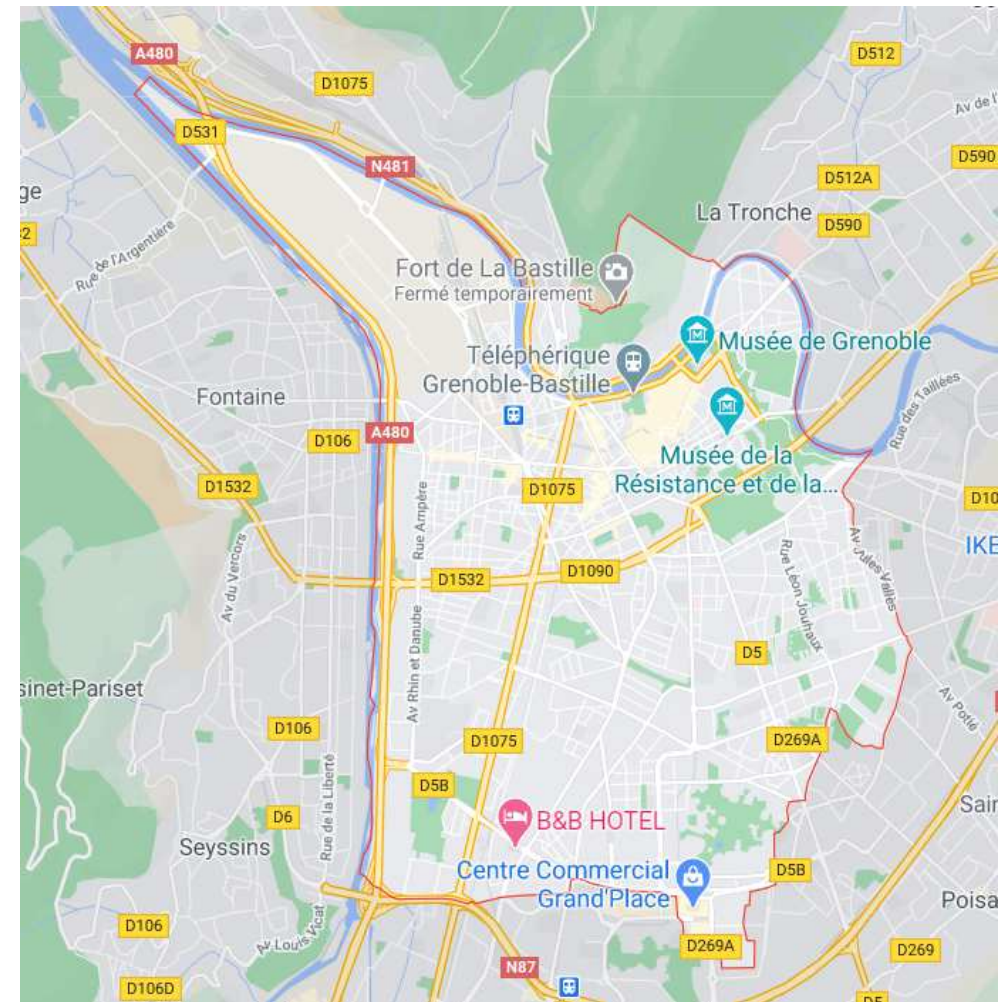 A480
D512
D1075
Av de l'
D531
D590
N481
D512A
ge
La Tronche
D590
Rue de l'Argentière
Fort de La Bastille
Fermé temporairement
Musée de Grenoble
Téléphérique
Grenoble-Bastille
Rue des Taillées
Fontaine
A480
D106
Musée de la
Résistance et de la...
D1532
D1075
D10
Rue Ampère
IKE
Av du Vercors
Av Jules Vallès
Rue Léon Jouhaux
D1532
D1090
Av Rhin et Danube
D5
sinet-Pariset
Av Potié
D106
D1075
D269A
D5B
Rue de la Liberté
Sair
D6
B&B HOTEL
Seyssins
Centre Commercial
Grand'Place
D5B
Poisa
D106
Av Louis Vicat
D269A
D269
N87
D106D
D5